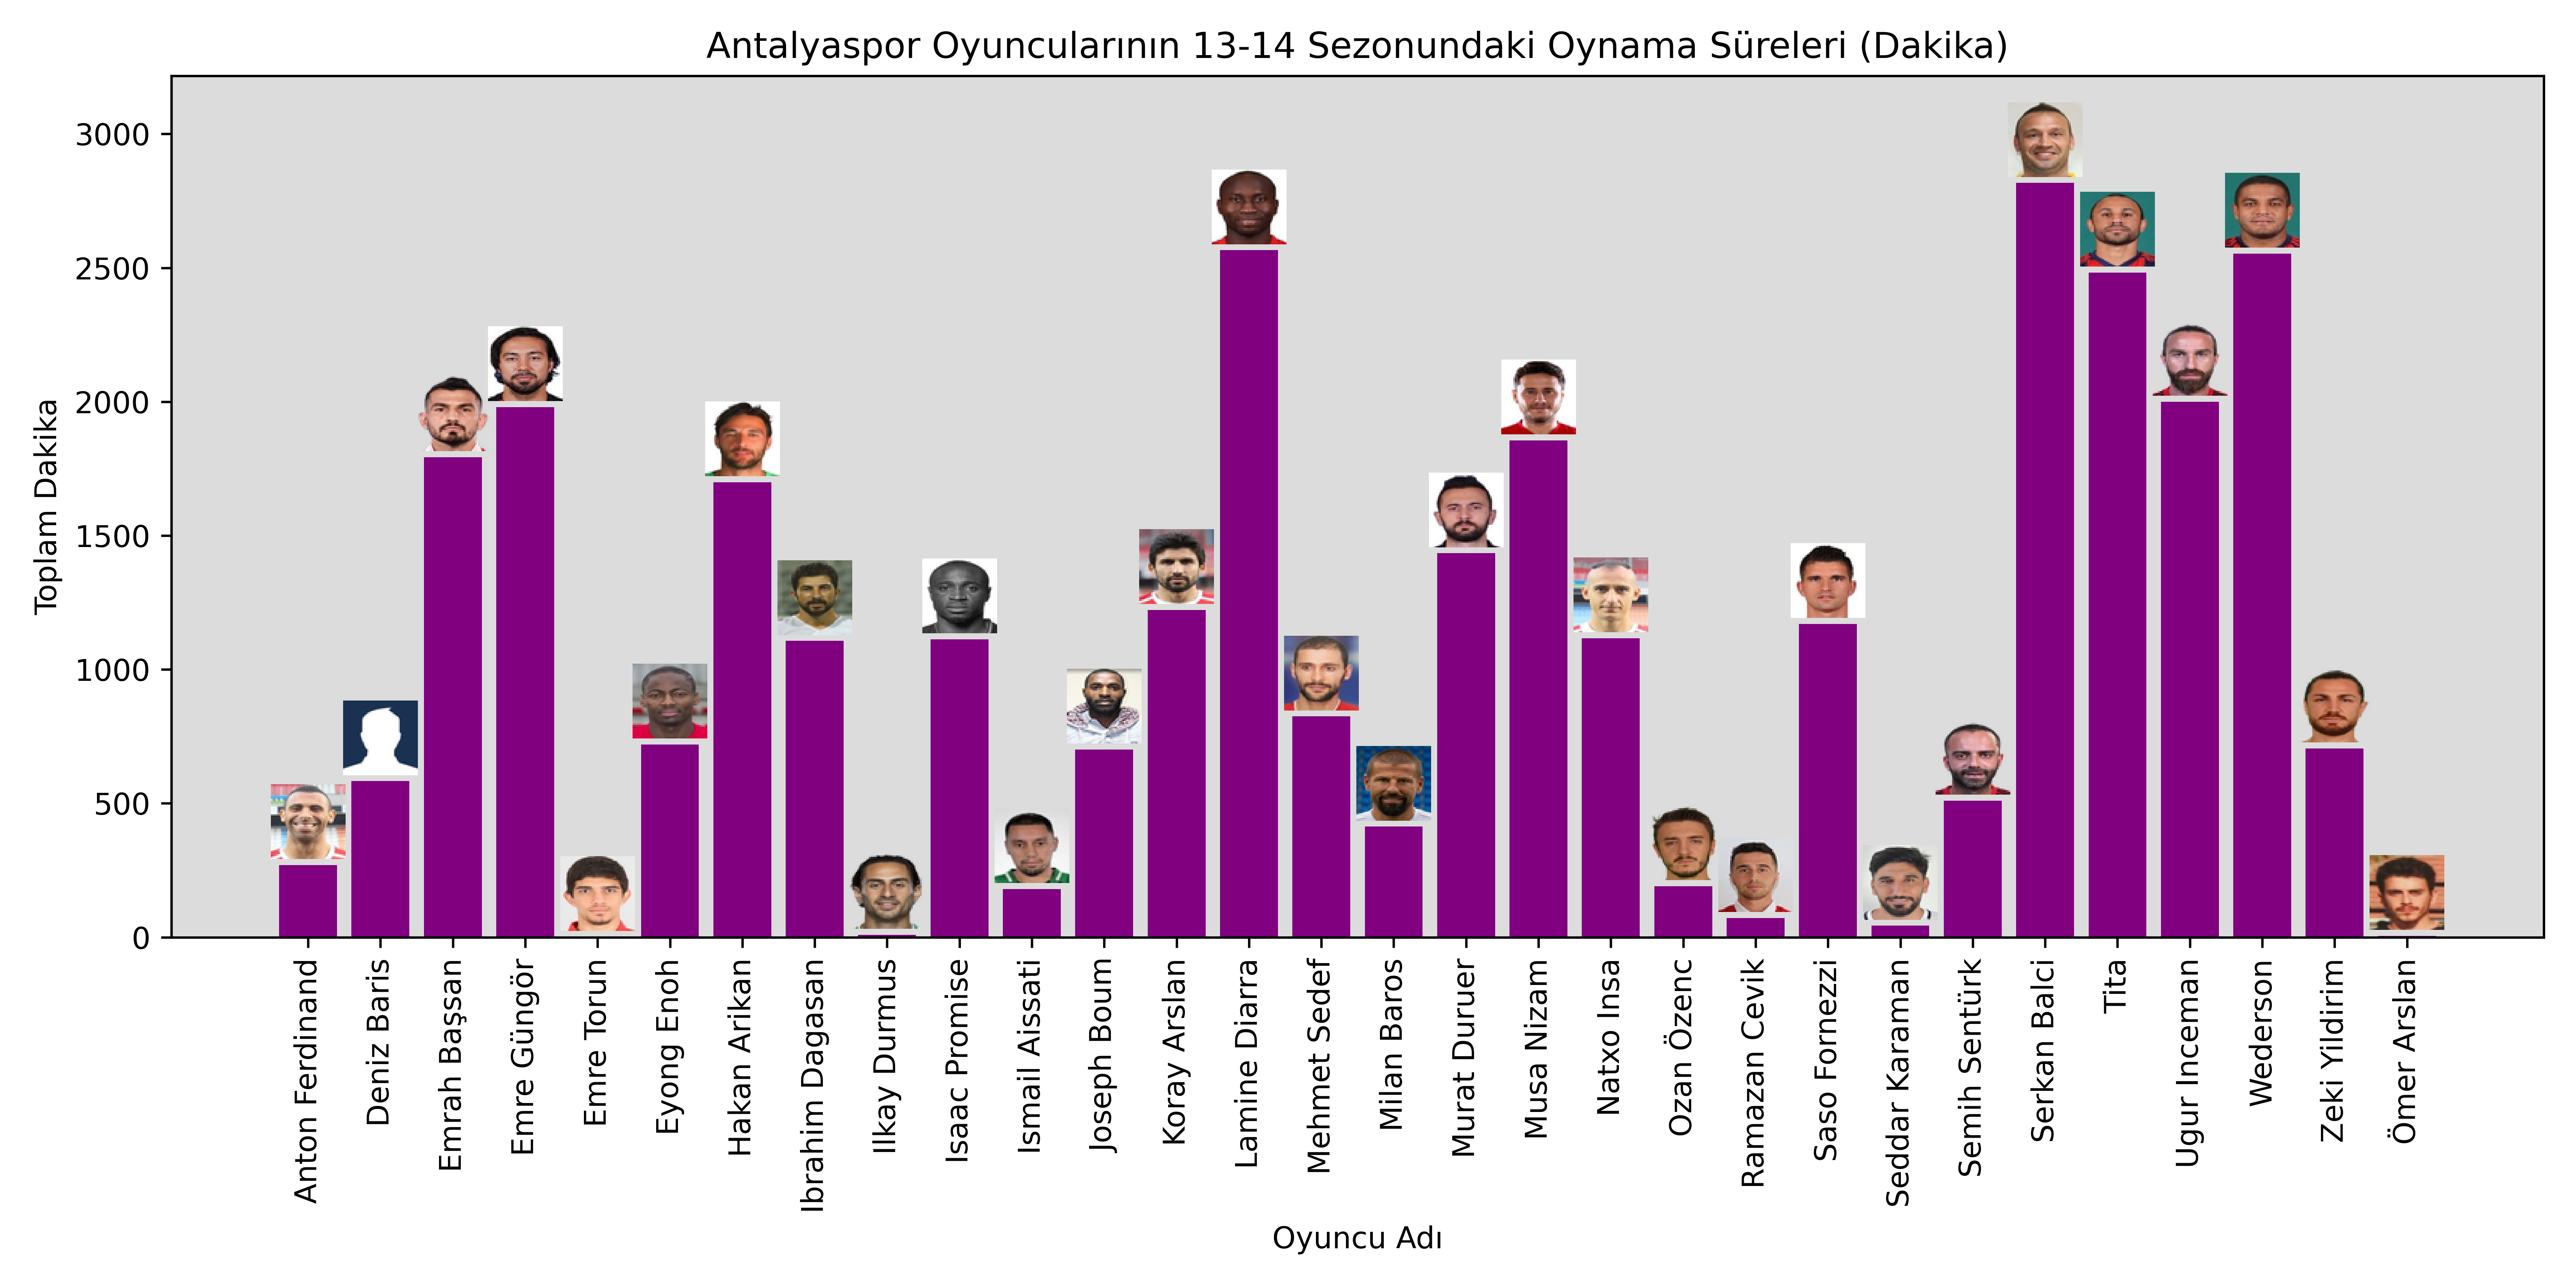 Antalyaspor Oyuncularının 13-14 Sezonundaki Oynama Süreleri (Dakika)
Toplam Dakika
3000
2500
2000
1500
1000
500
0
Anton Ferdinand
Deniz Baris
Emrah Başsan
Emre Güngör
Emre Torun
Eyong Enoh
Hakan Arikan
Ibrahim Dagasan
Ilkay Durmus
Isaac Promise
Ismail Aissati
Joseph Boum
Koray Arslan
Lamine Diarra
Mehmet Sedef
Milan Baros
Murat Duruer
Musa Nizam
Natxo Insa
Ozan Özenc
Ramazan Cevik
Saso Fornezzi
Seddar Karaman
Semih Sentürk
Serkan Balci
Tita
Ugur Inceman
Wederson
Zeki Yildirim
Ömer Arslan
Oyuncu Adı